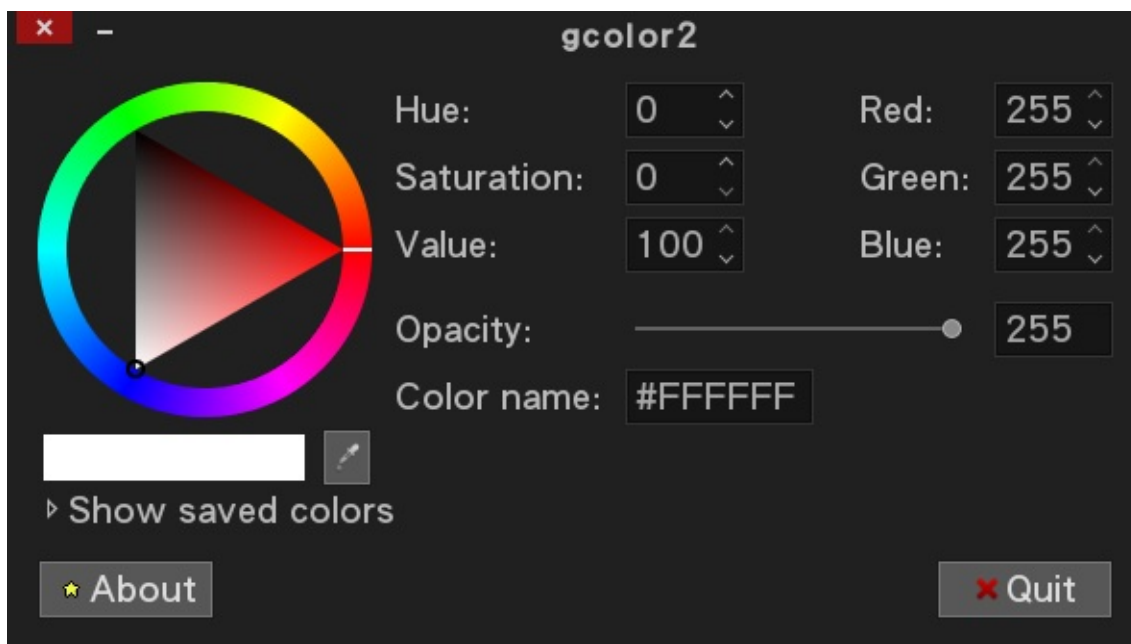 gcolor2
Hue: 0 Red: 255
Saturation: 0 Green: 255
Value: 100 Blue: 255
Opacity: 255
Color name: #FFFFFF
Show saved colors
About Quit